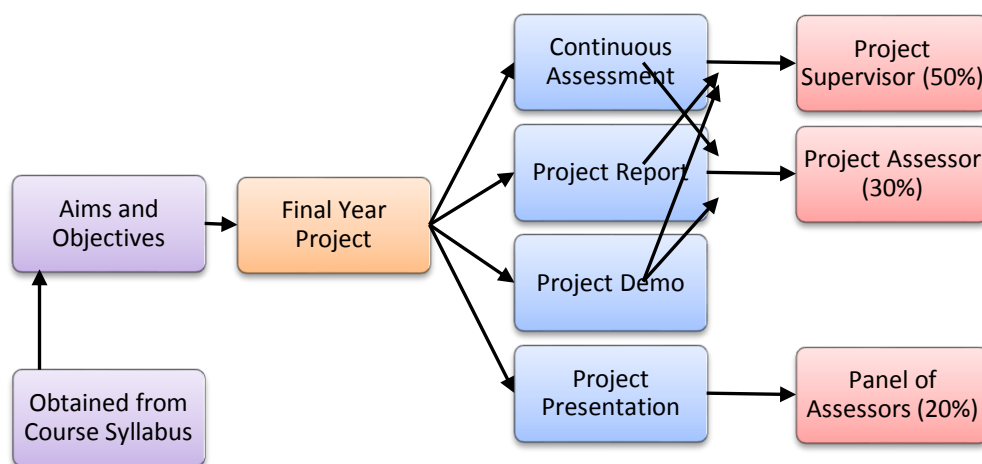 Aims and
Objectives
Obtained from
Course Syllabus
Final Year
Project
Continuous
Assessment
Project Report
Project Demo
Project
Presentation
Project
Supervisor (50%)
Project Assessor
(30%)
Panel of
Assessors (20%)